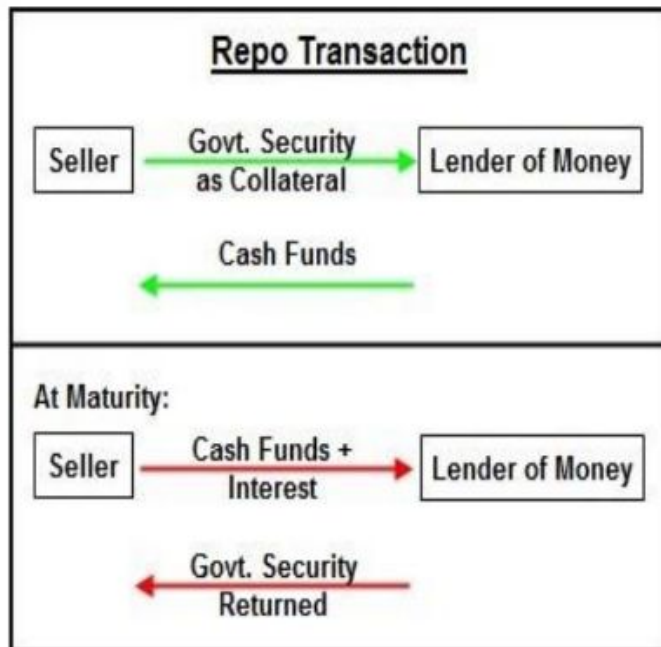 Repo Transaction
Seller
Govt. Security
as Collateral
Lender of Money
Cash Funds
At Maturity:
Seller
Cash Funds +
Interest
Lender of Money
Govt. Security
Returned